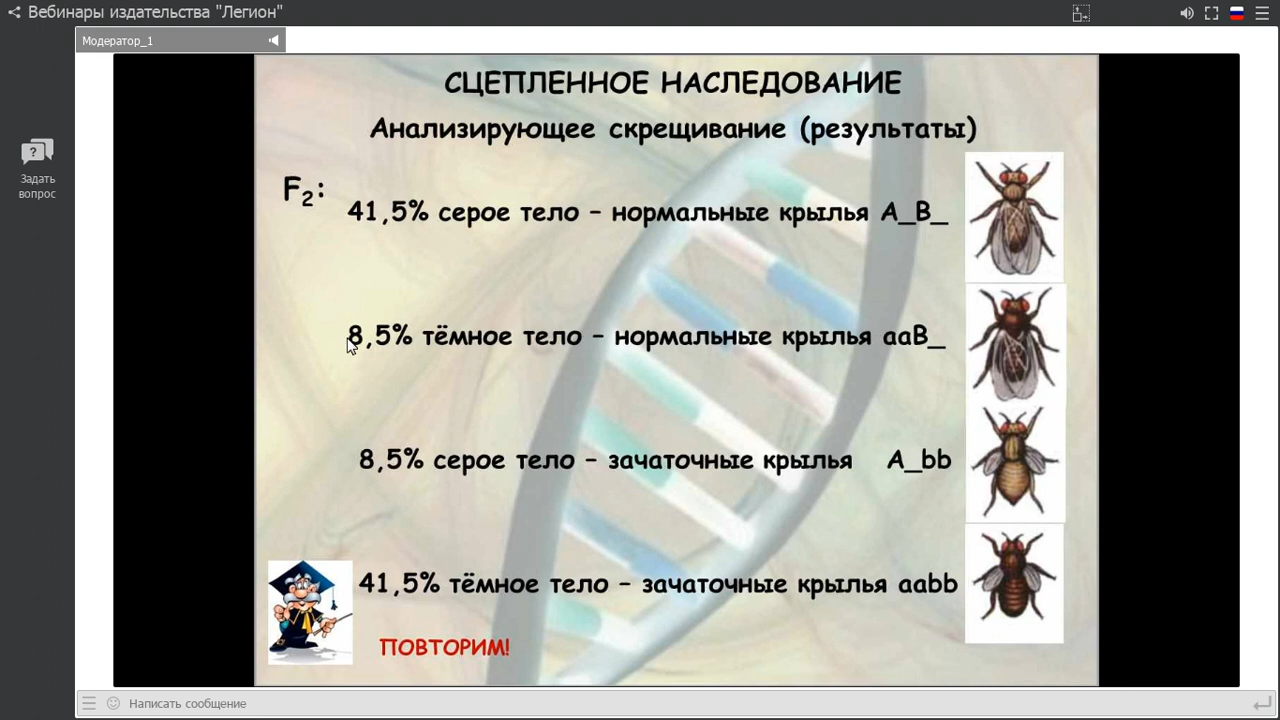 Вебинары издательства "Легион"
Модератор_1
Задать
вопрос
СЦЕПЛЕННОЕ НАСЛЕДОВАНИЕ
Анализирующее скрещивание (результаты)
F2:
41,5% серое тело – нормальные крылья A_B_
8,5% тёмное тело – нормальные крылья aaB_
8,5% серое тело – зачаточные крылья A_bb
41,5% тёмное тело – зачаточные крылья aabb
ПОВТОРИМ!
Написать сообщение